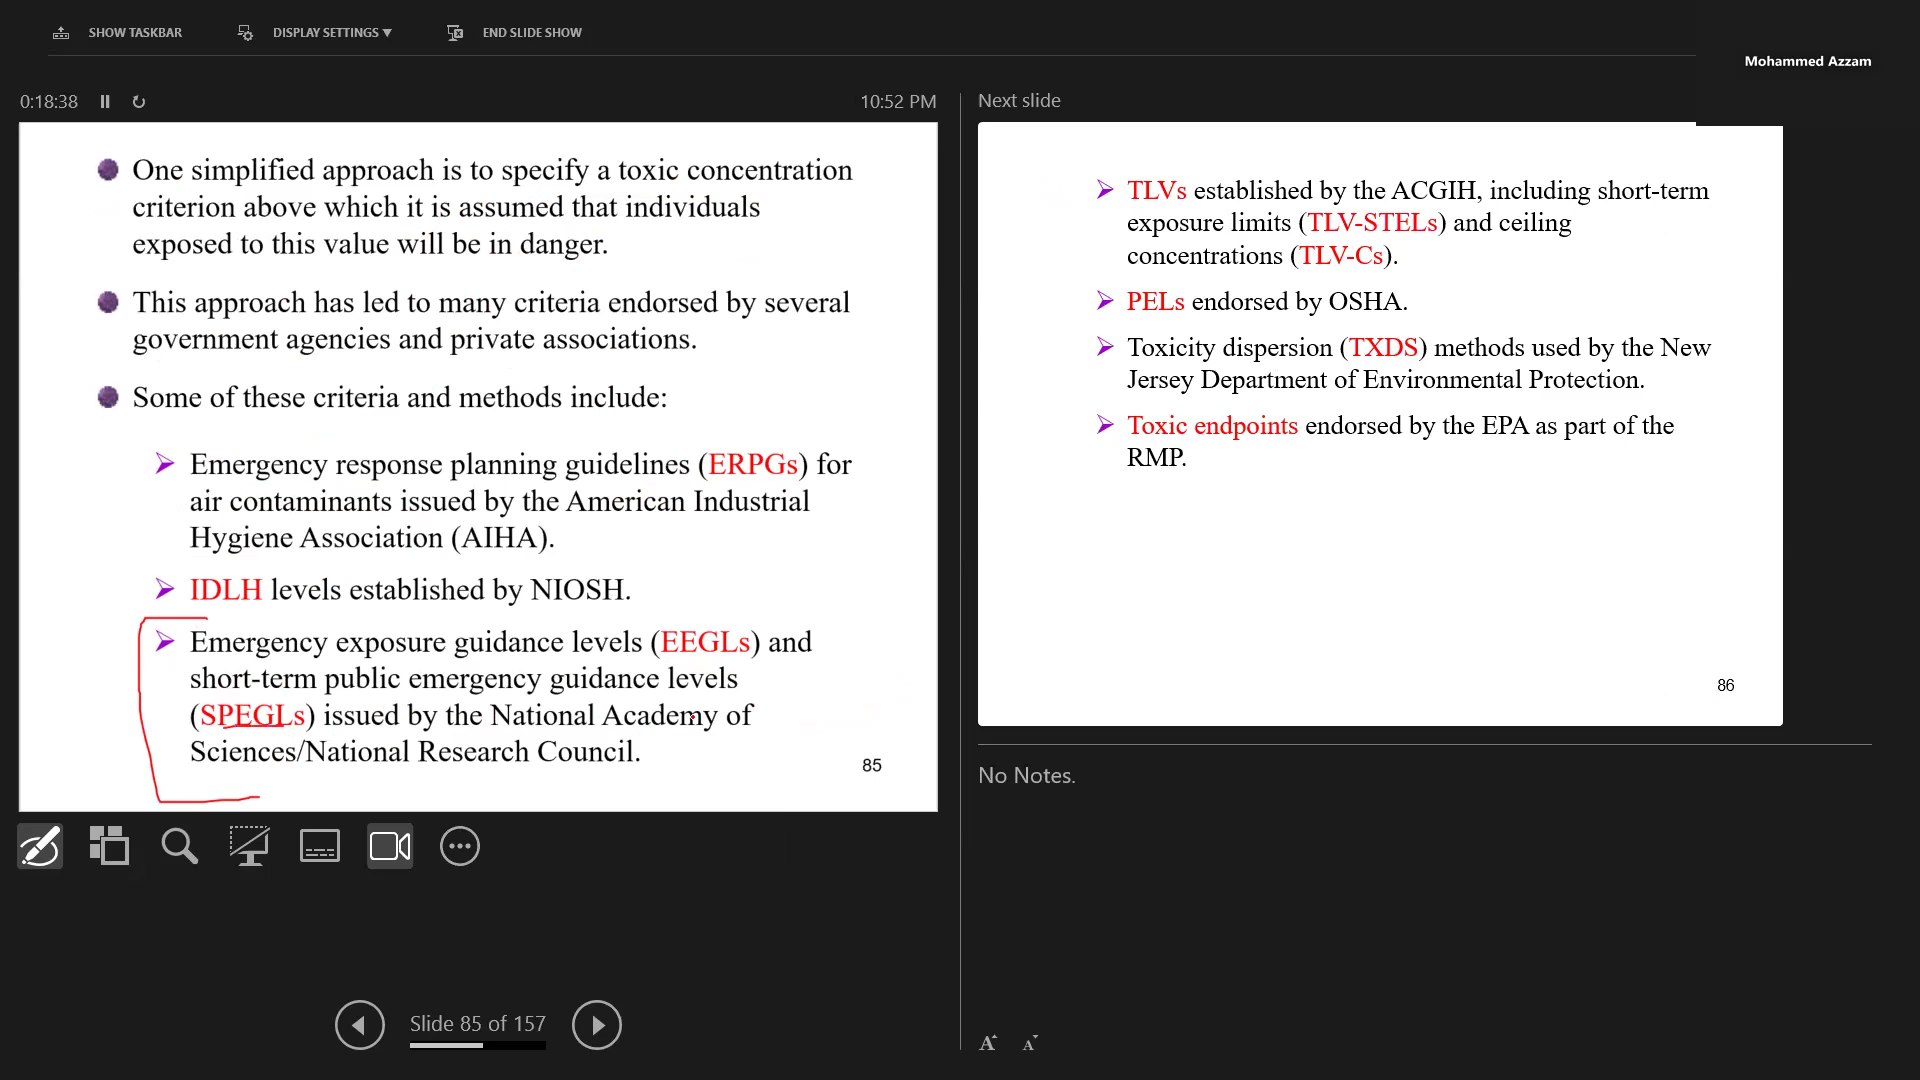 SHOW TASKBAR
DISPLAY SETTINGS ▼
END SLIDE SHOW
Mohammed Azzam
0:18:38
10:52 PM
One simplified approach is to specify a toxic concentration
criterion above which it is assumed that individuals
exposed to this value will be in danger.
This approach has led to many criteria endorsed by several
government agencies and private associations.
Some of these criteria and methods include:
Emergency response planning guidelines (ERPGs) for
air contaminants issued by the American Industrial
Hygiene Association (AIHA).
IDLH levels established by NIOSH.
Emergency exposure guidance levels (EEGLs) and
short-term public emergency guidance levels
(SPEGLs) issued by the National Academy of
Sciences/National Research Council.
85
Slide 85 of 157
Next slide
TLVs established by the ACGIH, including short-term
exposure limits (TLV-STELs) and ceiling
concentrations (TLV-Cs).
PELs endorsed by OSHA.
Toxicity dispersion (TXDS) methods used by the New
Jersey Department of Environmental Protection.
Toxic endpoints endorsed by the EPA as part of the
RMP.
86
No Notes.
A A